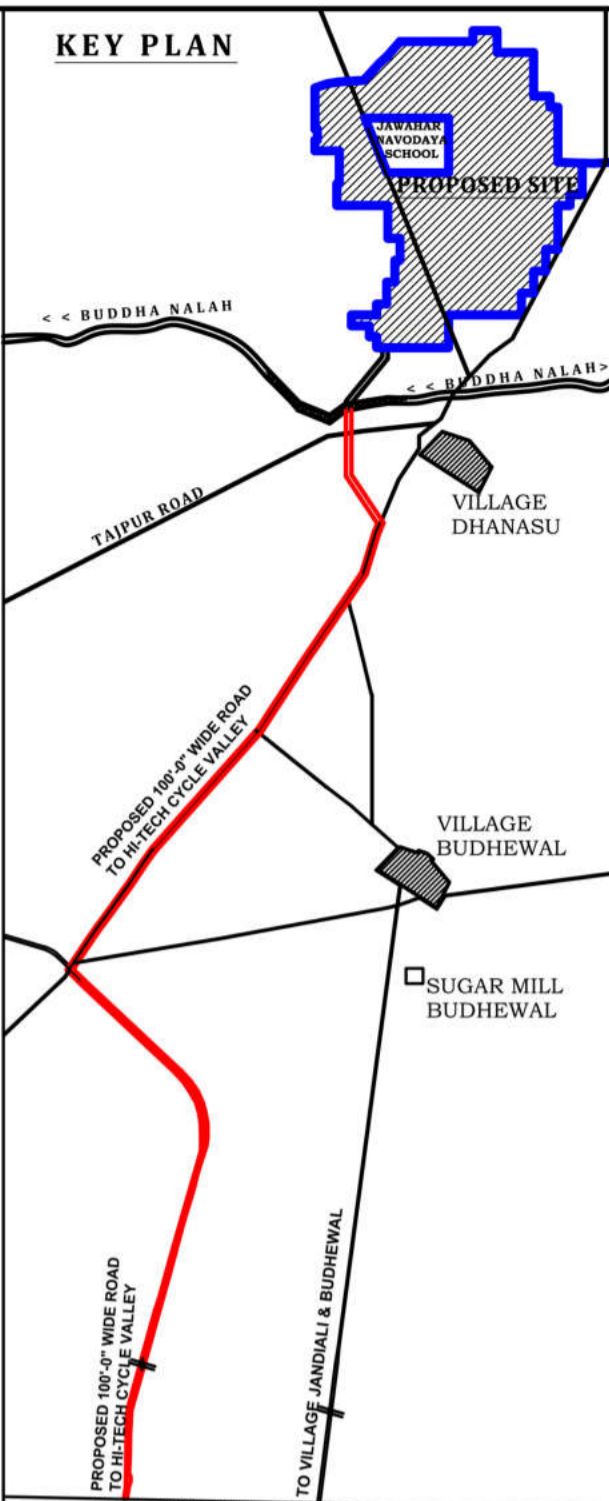 KEY PLAN
JAWAHAR
NAVODAYA
SCHOOL
PROPOSED SITE
< < BUDDHA NALAH
< < BUDDHA NALAH>
TAJPUR ROAD
VILLAGE
DHANASU
PROPOSED 100'-0" WIDE ROAD
TO HI-TECH CYCLE VALLEY
VILLAGE
BUDHEWAL
SUGAR MILL
BUDHEWAL
PROPOSED 100'-0" WIDE ROAD
TO HI-TECH CYCLE VALLEY
TO VILLAGE JANDIALI & BUDHEWAL